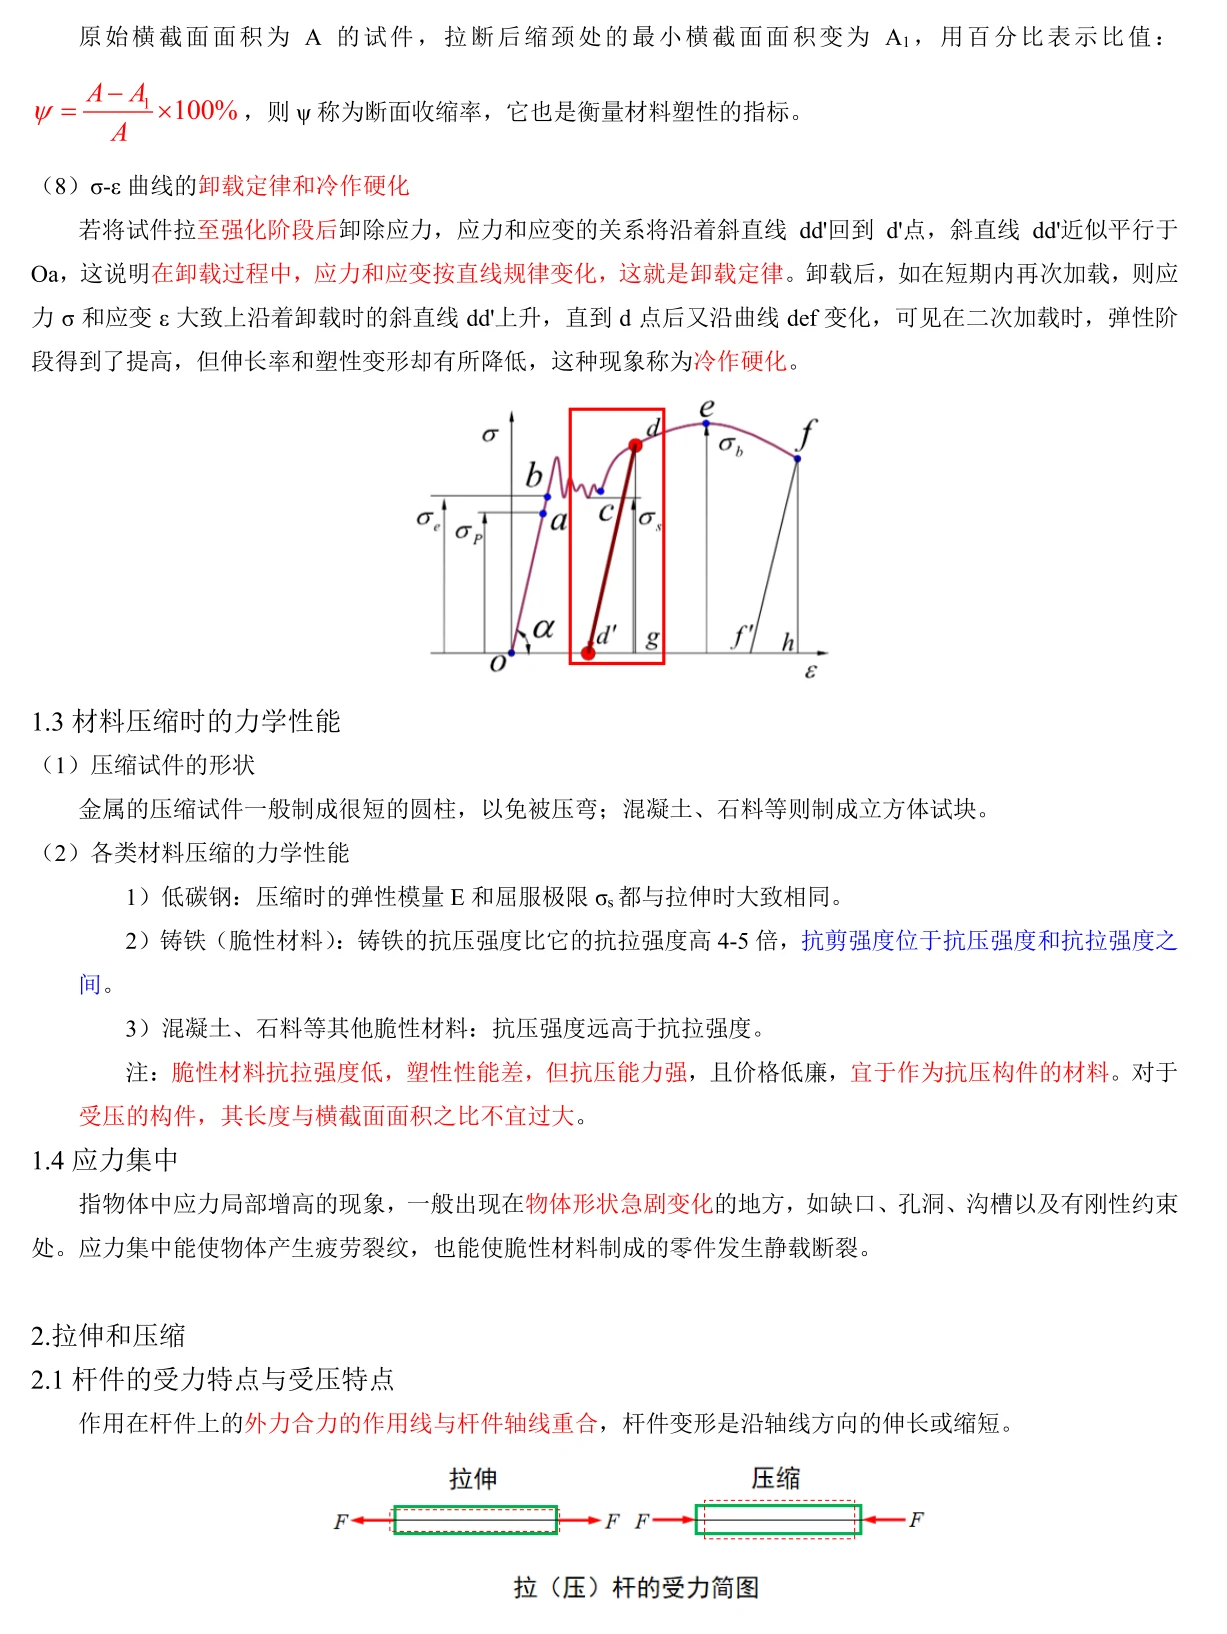 原始横截面面积为 A 的试件，拉断后缩颈处的最小横截面面积变为 A₁，用百分比表示比值：
ψ = (A − A₁)/A ×100%，则 ψ 称为断面收缩率，它也是衡量材料塑性的指标。
（8）σ-ε 曲线的卸载定律和冷作硬化
若将试件拉至强化阶段后卸除应力，应力和应变的关系将沿着斜直线 dd'回到 d'点，斜直线 dd'近似平行于
Oa，这说明在卸载过程中，应力和应变按直线规律变化，这就是卸载定律。卸载后，如在短期内再次加载，则应
力 σ 和应变 ε 大致上沿着卸载时的斜直线 dd'上升，直到 d 点后又沿曲线 def 变化，可见在二次加载时，弹性阶
段得到了提高，但伸长率和塑性变形却有所降低，这种现象称为冷作硬化。
σ
b
a
c
d
e
f
σe
σP
σs
σb
α
O
d'
g
f'
h
ε
1.3 材料压缩时的力学性能
（1）压缩试件的形状
金属的压缩试件一般制成很短的圆柱，以免被压弯；混凝土、石料等则制成立方体试块。
（2）各类材料压缩的力学性能
1）低碳钢：压缩时的弹性模量 E 和屈服极限 σs 都与拉伸时大致相同。
2）铸铁（脆性材料）：铸铁的抗压强度比它的抗拉强度高 4-5 倍，抗剪强度位于抗压强度和抗拉强度之
间。
3）混凝土、石料等其他脆性材料：抗压强度远高于抗拉强度。
注：脆性材料抗拉强度低，塑性性能差，但抗压能力强，且价格低廉，宜于作为抗压构件的材料。对于
受压的构件，其长度与横截面面积之比不宜过大。
1.4 应力集中
指物体中应力局部增高的现象，一般出现在物体形状急剧变化的地方，如缺口、孔洞、沟槽以及有刚性约束
处。应力集中能使物体产生疲劳裂纹，也能使脆性材料制成的零件发生静载断裂。
2.拉伸和压缩
2.1 杆件的受力特点与受压特点
作用在杆件上的外力合力的作用线与杆件轴线重合，杆件变形是沿轴线方向的伸长或缩短。
拉伸 压缩
F F F F
拉（压）杆的受力简图